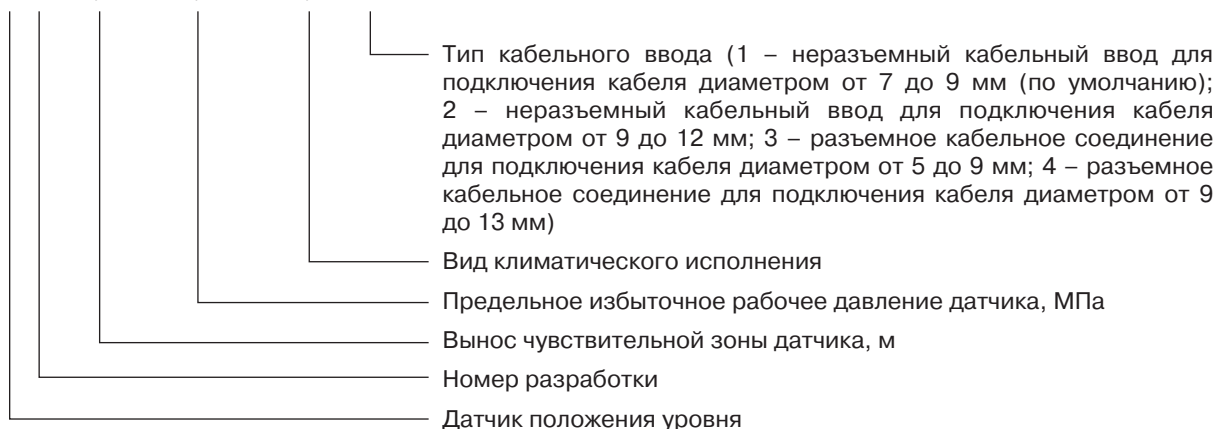 Тип кабельного ввода (1 – неразъемный кабельный ввод для
подключения кабеля диаметром от 7 до 9 мм (по умолчанию);
2 – неразъемный кабельный ввод для подключения кабеля
диаметром от 9 до 12 мм; 3 – разъемное кабельное соединение
для подключения кабеля диаметром от 5 до 9 мм; 4 – разъемное
кабельное соединение для подключения кабеля диаметром от 9
до 13 мм)
Вид климатического исполнения
Предельное избыточное рабочее давление датчика, МПа
Вынос чувствительной зоны датчика, м
Номер разработки
Датчик положения уровня